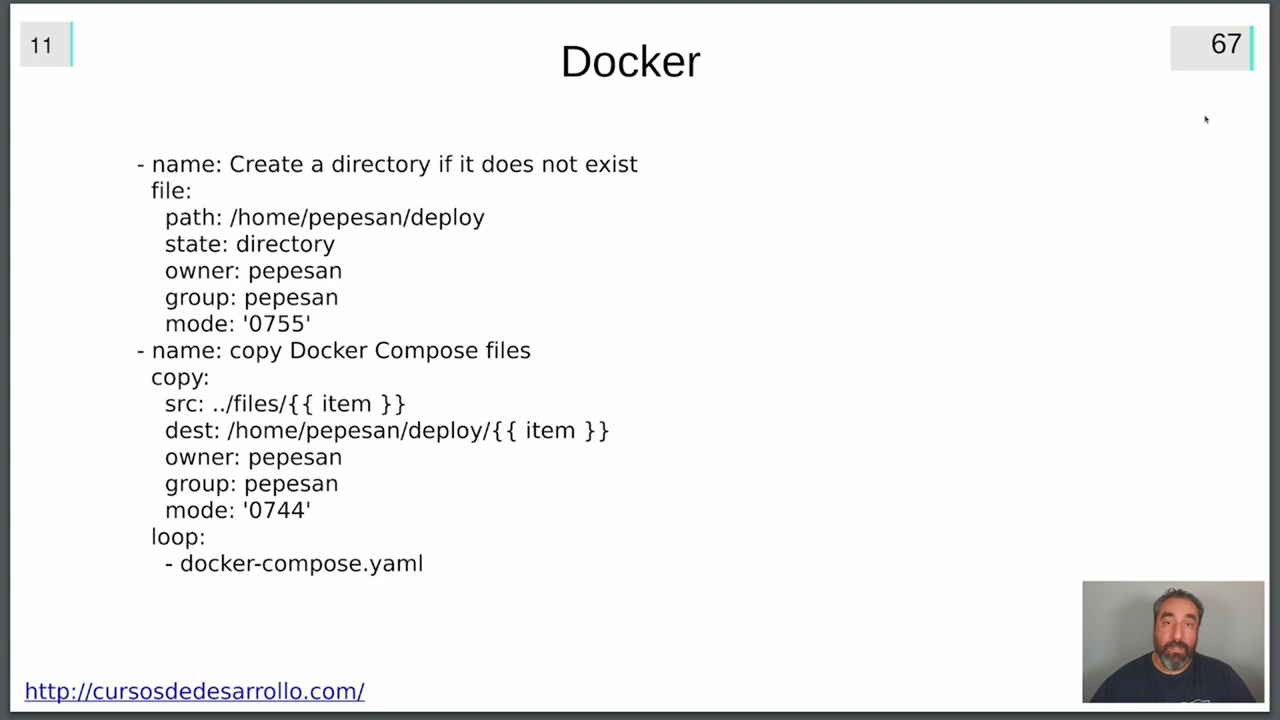 11
Docker
67
- name: Create a directory if it does not exist
file:
path: /home/pepesan/deploy
state: directory
owner: pepesan
group: pepesan
mode: '0755'
- name: copy Docker Compose files
copy:
src: ../files/{{ item }}
dest: /home/pepesan/deploy/{{ item }}
owner: pepesan
group: pepesan
mode: '0744'
loop:
- docker-compose.yaml
http://cursosdedesarrollo.com/